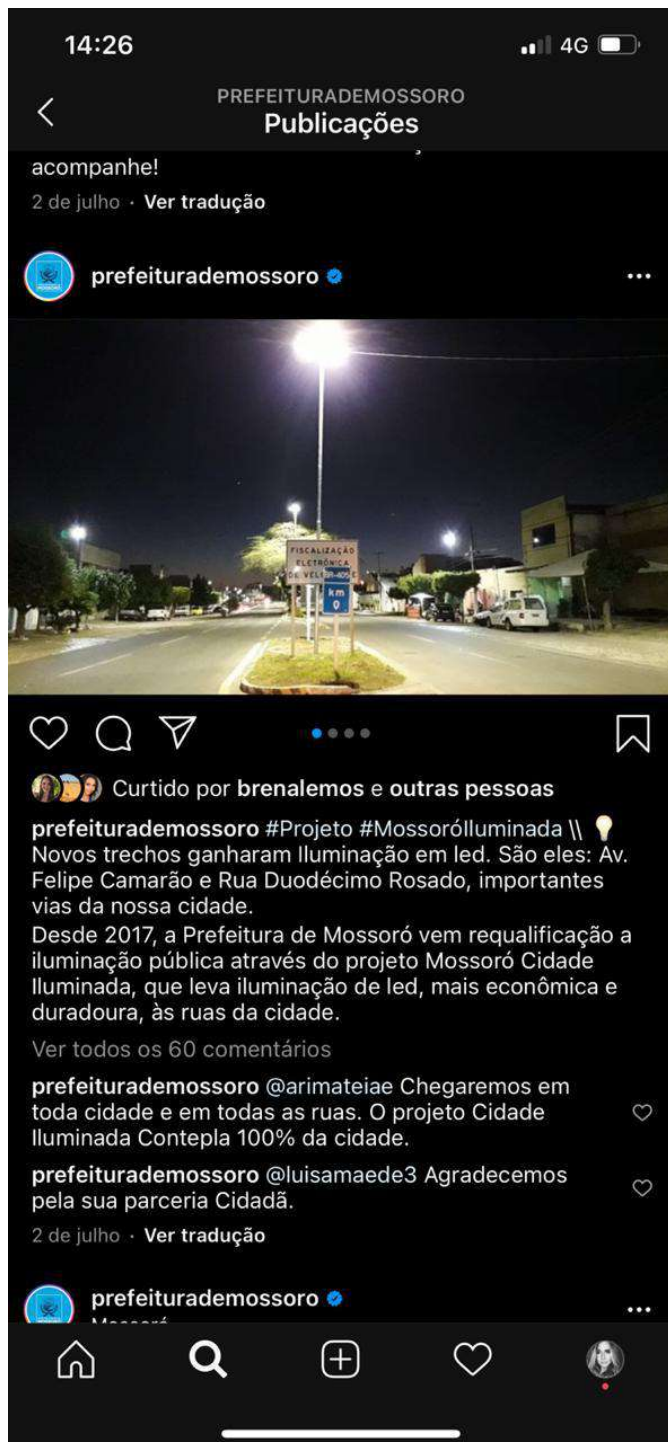 14:26
4G
PREFEITURADEMOSSORO
Publicações
acompanhe!
2 de julho · Ver tradução
prefeiturademossoro
FISCALIZAÇÃO
ELETRÔNICA
DE
BR-405
km
0
Curtido por brenalemos e outras pessoas
prefeiturademossoro #Projeto #MossoróIluminada \\ 💡
Novos trechos ganharam Iluminação em led. São eles: Av.
Felipe Camarão e Rua Duodécimo Rosado, importantes
vias da nossa cidade.
Desde 2017, a Prefeitura de Mossoró vem requalificação a
iluminação pública através do projeto Mossoró Cidade
Iluminada, que leva iluminação de led, mais econômica e
duradoura, às ruas da cidade.
Ver todos os 60 comentários
prefeiturademossoro @arimateiae Chegaremos em
toda cidade e em todas as ruas. O projeto Cidade
Iluminada Contepla 100% da cidade.
prefeiturademossoro @luisamaede3 Agradecemos
pela sua parceria Cidadã.
2 de julho · Ver tradução
prefeiturademossoro